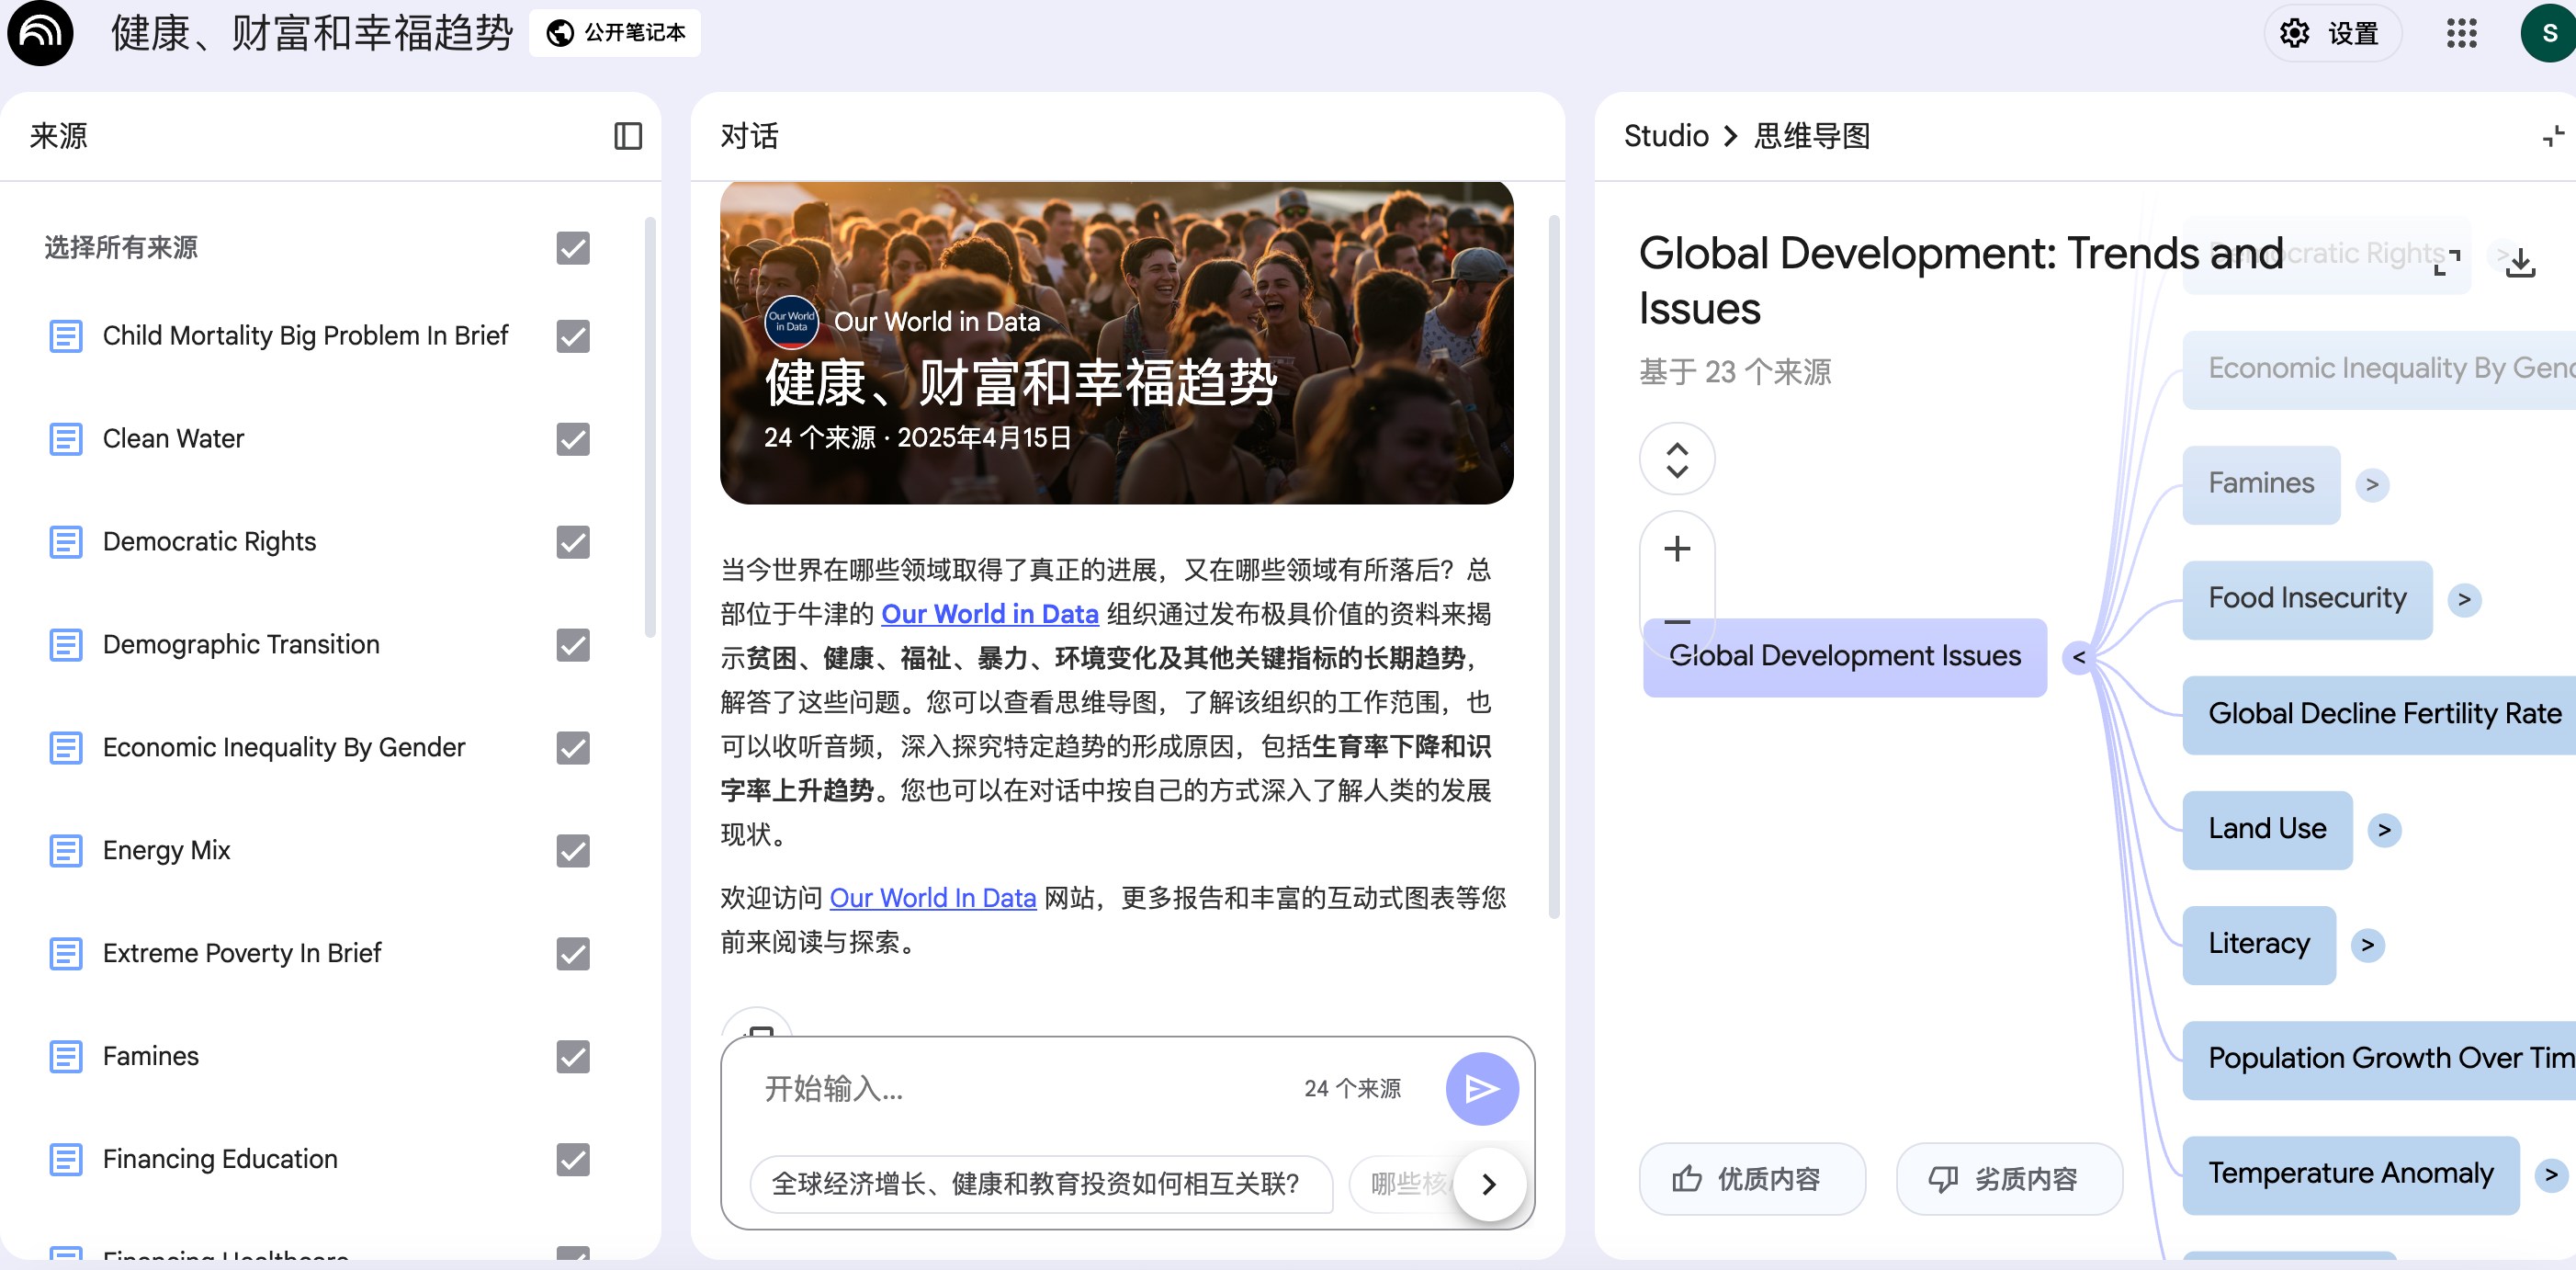 健康、财富和幸福趋势
公开笔记本
设置
S
来源
选择所有来源
Child Mortality Big Problem In Brief
Clean Water
Democratic Rights
Demographic Transition
Economic Inequality By Gender
Energy Mix
Extreme Poverty In Brief
Famines
Financing Education
Financing Healthcare
对话
Our World
in Data
Our World in Data
健康、财富和幸福趋势
24 个来源 · 2025年4月15日
当今世界在哪些领域取得了真正的进展，又在哪些领域有所落后？总
部位于牛津的 Our World in Data 组织通过发布极具价值的资料来揭
示贫困、健康、福祉、暴力、环境变化及其他关键指标的长期趋势，
解答了这些问题。您可以查看思维导图，了解该组织的工作范围，也
可以收听音频，深入探究特定趋势的形成原因，包括生育率下降和识
字率上升趋势。您也可以在对话中按自己的方式深入了解人类的发展
现状。
欢迎访问 Our World In Data 网站，更多报告和丰富的互动式图表等您
前来阅读与探索。
开始输入...
24 个来源
全球经济增长、健康和教育投资如何相互关联？
哪些核
Studio > 思维导图
Global Development: Trends and
Issues
基于 23 个来源
Global Development Issues
<
Democratic Rights >
Economic Inequality By Gen
Famines >
Food Insecurity >
Global Decline Fertility Rate
Land Use >
Literacy >
Population Growth Over Tim
Temperature Anomaly >
优质内容
劣质内容